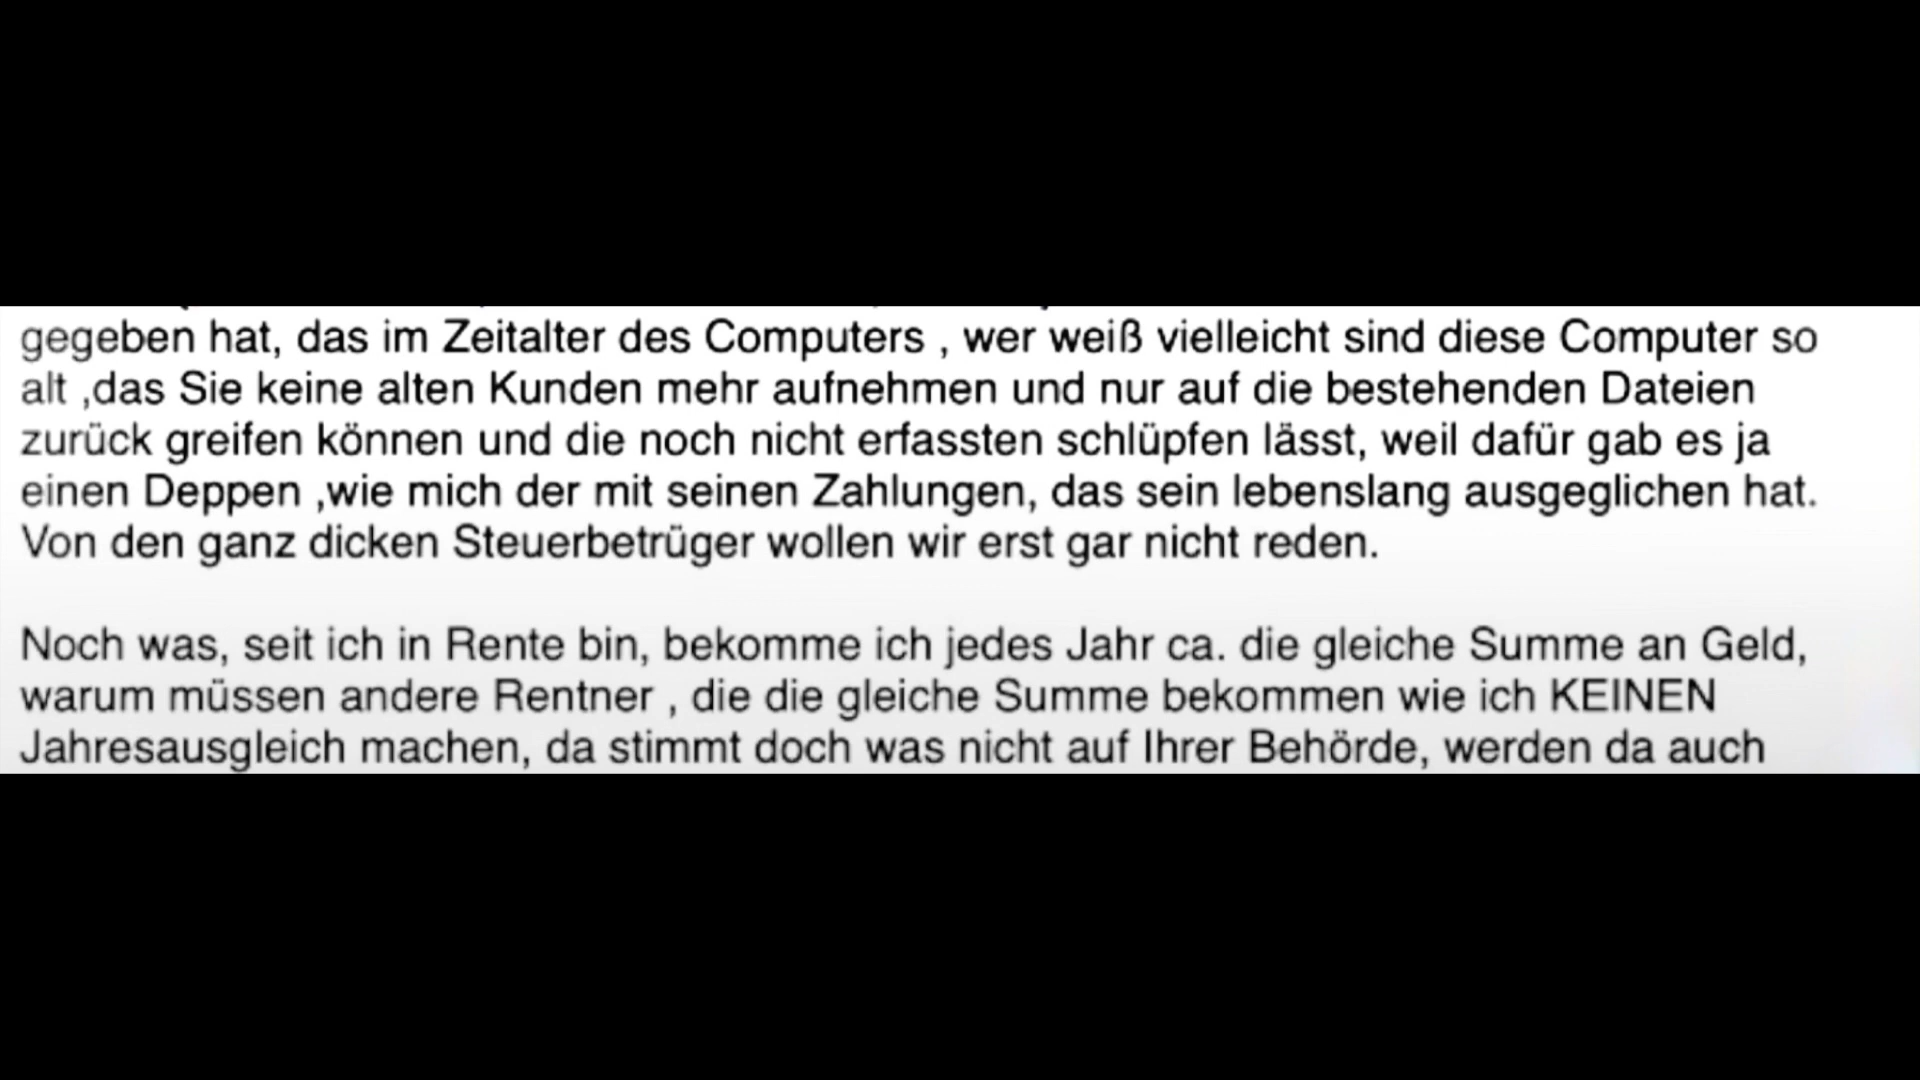 gegeben hat, das im Zeitalter des Computers , wer weiß vielleicht sind diese Computer so
alt ,das Sie keine alten Kunden mehr aufnehmen und nur auf die bestehenden Dateien
zurück greifen können und die noch nicht erfassten schlüpfen lässt, weil dafür gab es ja
einen Deppen ,wie mich der mit seinen Zahlungen, das sein lebenslang ausgeglichen hat.
Von den ganz dicken Steuerbetrüger wollen wir erst gar nicht reden.
Noch was, seit ich in Rente bin, bekomme ich jedes Jahr ca. die gleiche Summe an Geld,
warum müssen andere Rentner , die die gleiche Summe bekommen wie ich KEINEN
Jahresausgleich machen, da stimmt doch was nicht auf Ihrer Behörde, werden da auch